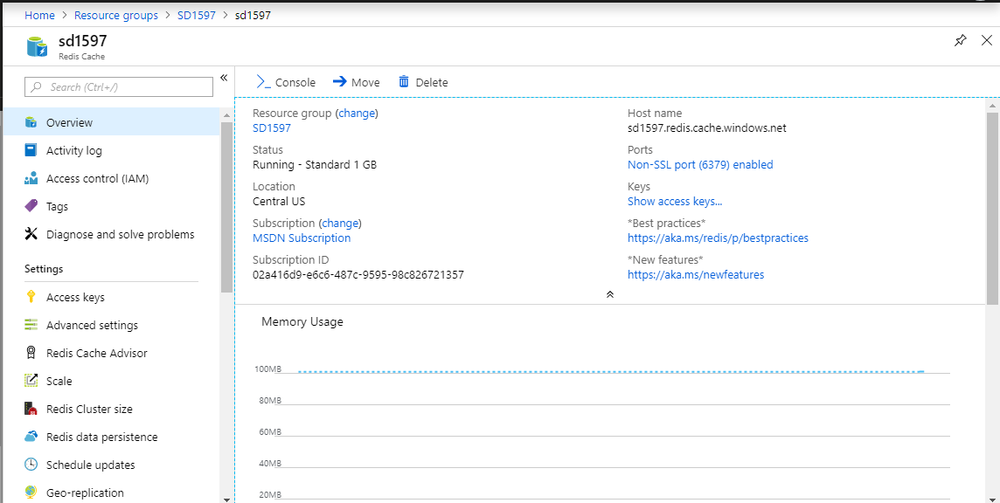 Home > Resource groups > SD1597 > sd1597
sd1597
Redis Cache
Search (Ctrl+/)
«
Overview
Activity log
Access control (IAM)
Tags
Diagnose and solve problems
Settings
Access keys
Advanced settings
Redis Cache Advisor
Scale
Redis Cluster size
Redis data persistence
Schedule updates
Geo-replication
Console
Move
Delete
Resource group (change)
SD1597
Status
Running - Standard 1 GB
Location
Central US
Subscription (change)
MSDN Subscription
Subscription ID
02a416d9-e6c6-487c-9595-98c826721357
Host name
sd1597.redis.cache.windows.net
Ports
Non-SSL port (6379) enabled
Keys
Show access keys...
*Best practices*
https://aka.ms/redis/p/bestpractices
*New features*
https://aka.ms/newfeatures
Memory Usage
100MB
80MB
60MB
40MB
20MB